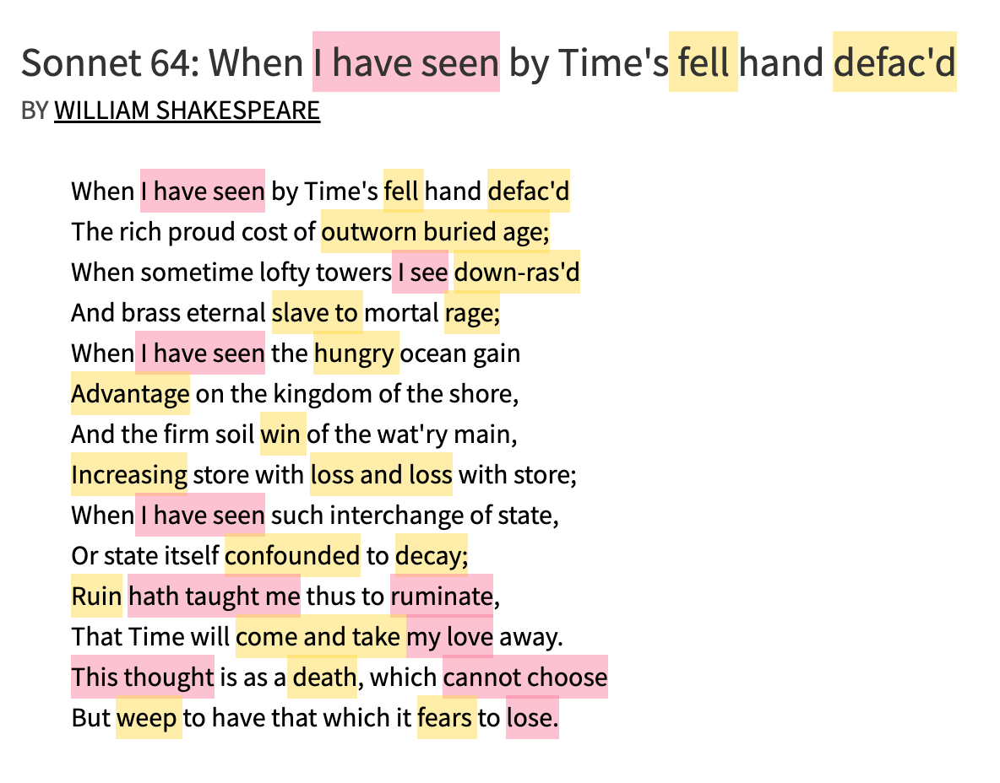 Sonnet 64: When I have seen by Time's fell hand defac'd
BY WILLIAM SHAKESPEARE
When I have seen by Time's fell hand defac'd
The rich proud cost of outworn buried age;
When sometime lofty towers I see down-ras'd
And brass eternal slave to mortal rage;
When I have seen the hungry ocean gain
Advantage on the kingdom of the shore,
And the firm soil win of the wat'ry main,
Increasing store with loss and loss with store;
When I have seen such interchange of state,
Or state itself confounded to decay;
Ruin hath taught me thus to ruminate,
That Time will come and take my love away.
This thought is as a death, which cannot choose
But weep to have that which it fears to lose.